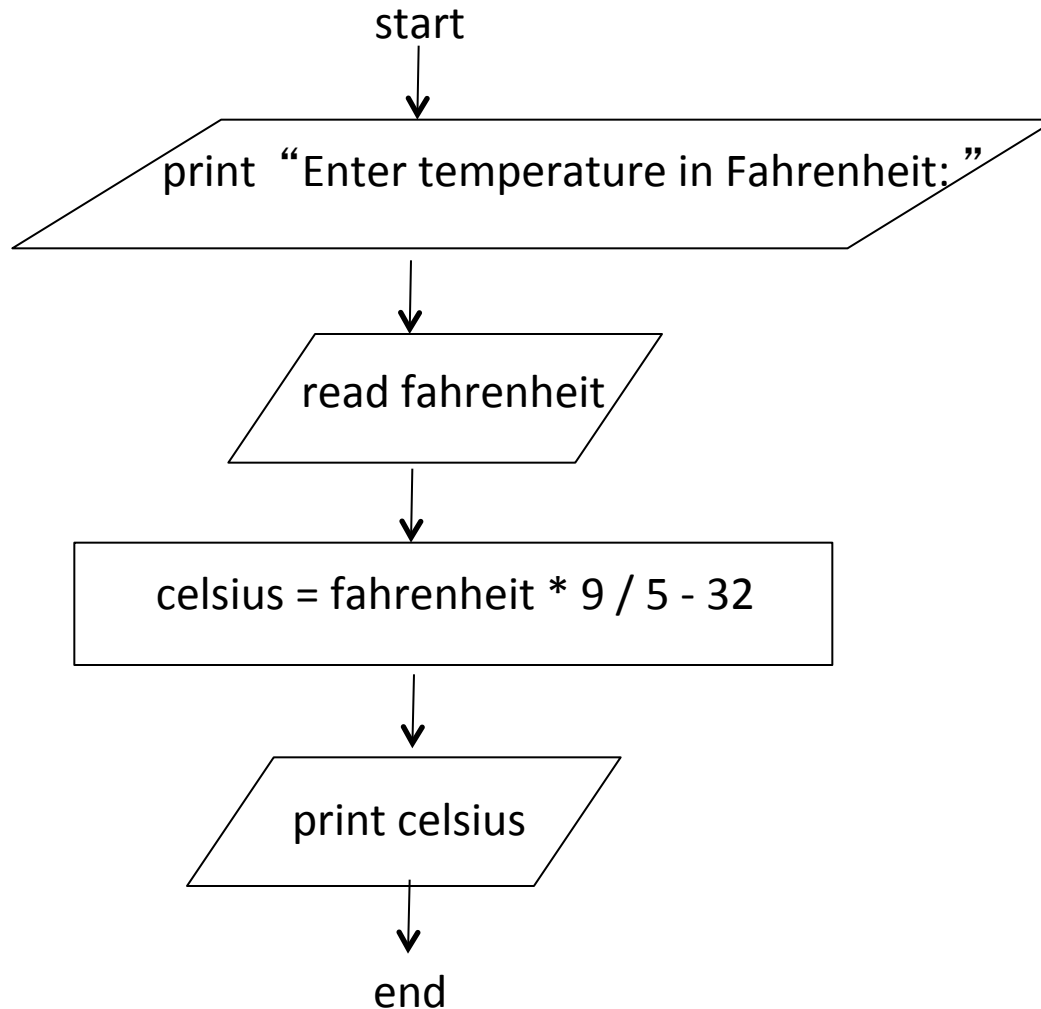 start
print “Enter temperature in Fahrenheit: ”
read fahrenheit
celsius = fahrenheit * 9 / 5 - 32
print celsius
end